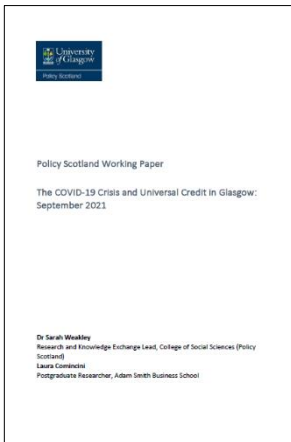 University
of Glasgow
Policy Scotland
Policy Scotland Working Paper
The COVID-19 Crisis and Universal Credit in Glasgow:
September 2021
Dr Sarah Weakley
Research and Knowledge Exchange Lead, College of Social Sciences (Policy
Scotland)
Laura Comincini
Postgraduate Researcher, Adam Smith Business School